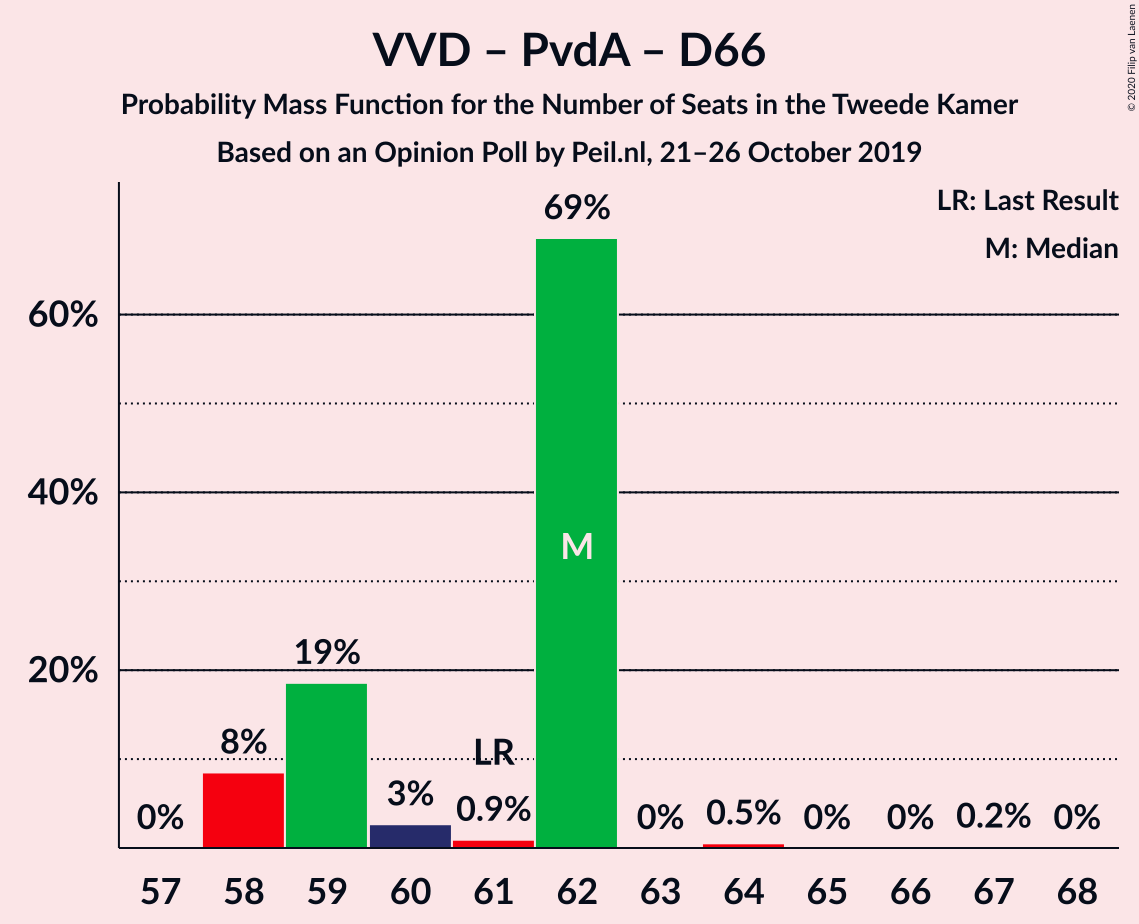 VVD – PvdA – D66
Probability Mass Function for the Number of Seats in the Tweede Kamer
Based on an Opinion Poll by Peil.nl, 21–26 October 2019
© 2020 Filip van Laenen
LR: Last Result
M: Median
69%
60%
40%
M
19%
20%
8%
LR
3%
0.9%
0%
0%
0.5%
0%
0%
0.2%
0%
57 58 59 60 61 62 63 64 65 66 67 68